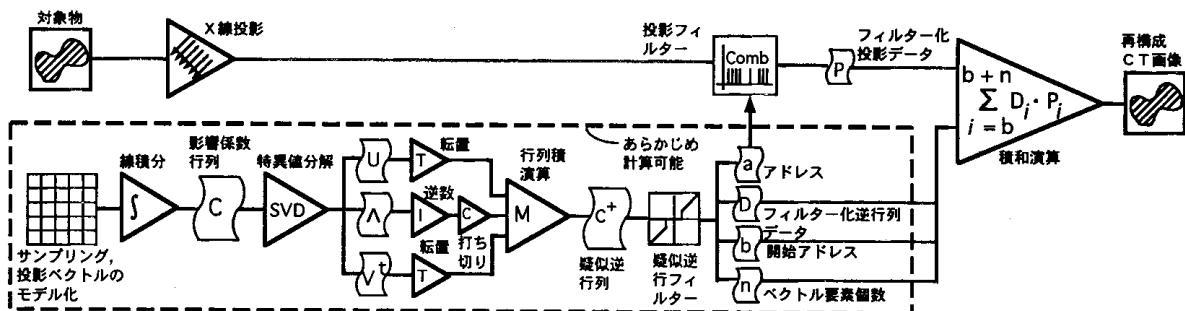 対象物
X線投影
投影フィ
ルター
Comb
P
フィルター化
投影データ
b+n
Σ Di・Pi
i=b
積和演算
再構成
CT画像
あらかじめ
計算可能
サンプリング,
投影ベクトルの
モデル化
線積分
∫
影響係数
行列
C
特異値分解
SVD
U
T
転置
Λ
I
逆数
C
打ち
切り
Vt
T
転置
行列積
演算
M
C+
疑似逆
行列
疑似逆
行フィ
ルター
a
アドレス
D
フィルター化逆行列
データ
b
開始アドレス
n
ベクトル要素個数